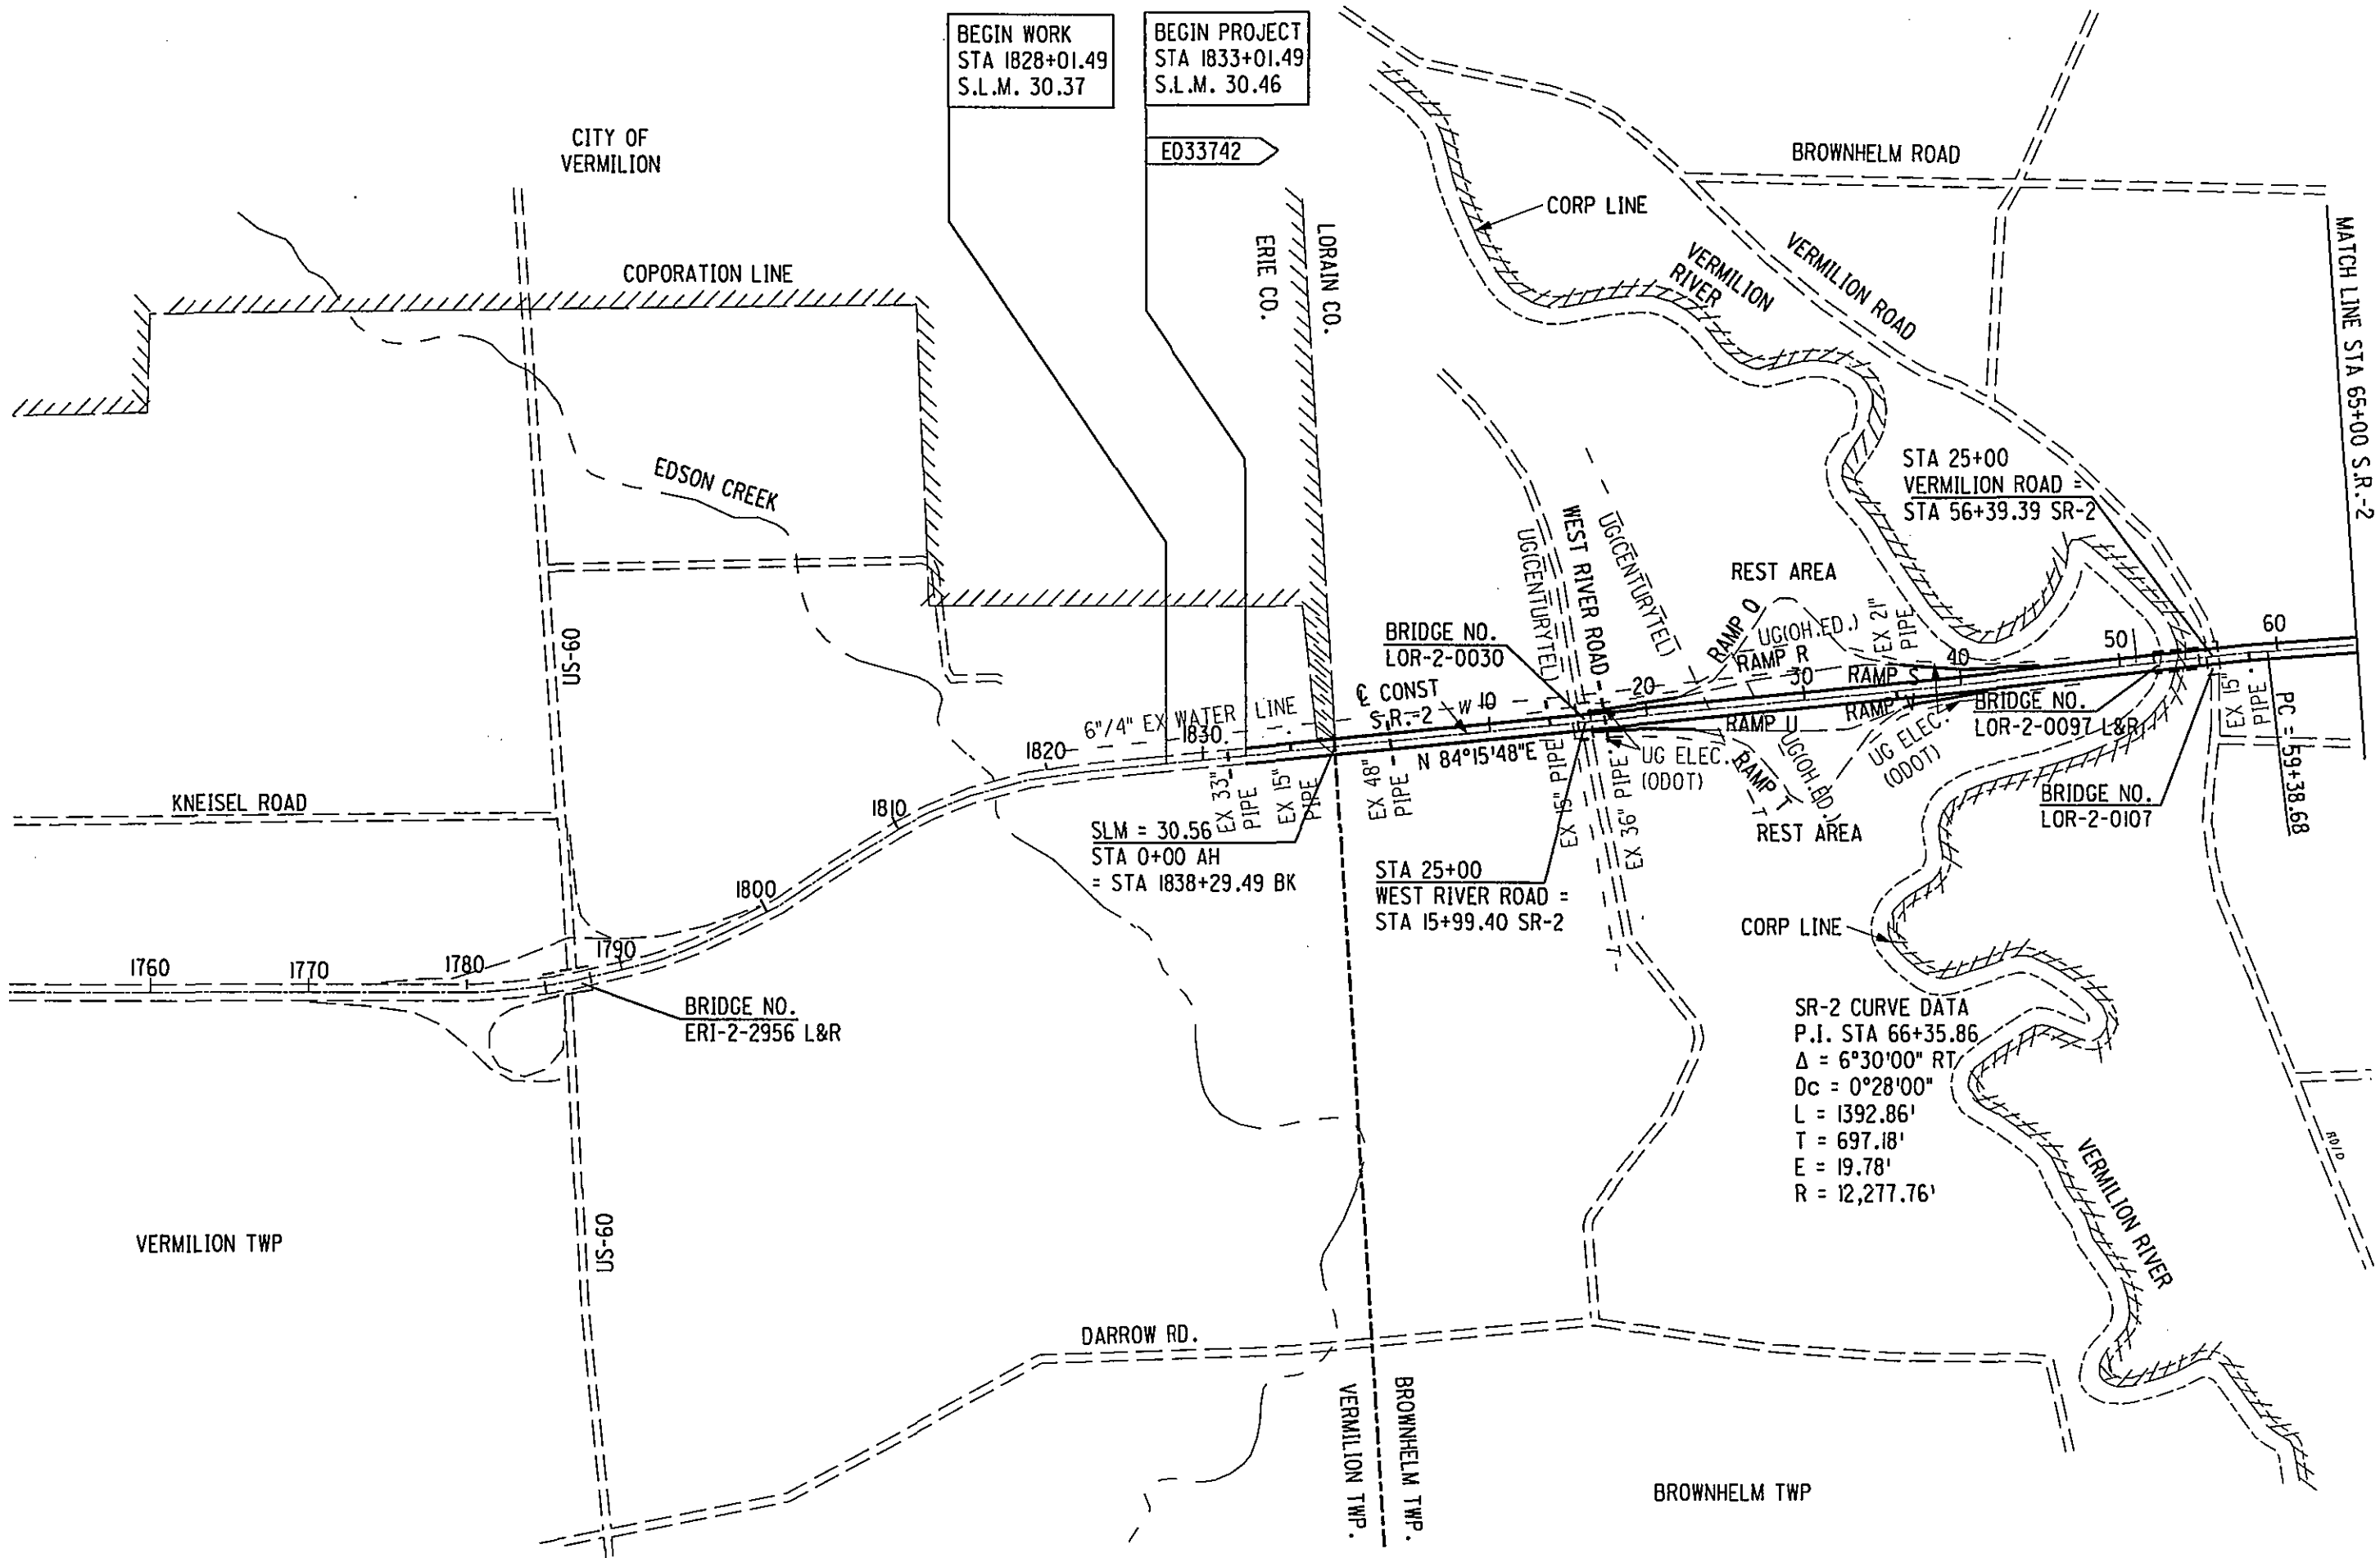 BEGIN WORK
STA 1828+01.49
S.L.M. 30.37
BEGIN PROJECT
STA 1833+01.49
S.L.M. 30.46
E033742
CITY OF
VERMILION
COPORATION LINE
ERIE CO.
LORAIN CO.
CORP LINE
BROWNHELM ROAD
VERMILION
RIVER
VERMILION ROAD
MATCH LINE STA 65+00 S.R.-2
EDSON CREEK
US-60
STA 25+00
VERMILION ROAD =
STA 56+39.39 SR-2
UG(CENTURYTEL)
WEST RIVER ROAD
UG(CENTURYTEL)
REST AREA
RAMP Q
UG(OH.ED.)
EX 21"
PIPE
RAMP R
RAMP S
BRIDGE NO.
LOR-2-0030
℄ CONST
S.R.-2
W
10
20
30
40
50
60
6"/4" EX WATER LINE
1830
1820
1810
1800
1790
1780
1770
1760
N 84°15'48"E
RAMP U
RAMP V
RAMP T
UG(OH.ED.)
UG ELEC.
(ODOT)
UG ELEC.
(ODOT)
REST AREA
BRIDGE NO.
LOR-2-0097 L&R
BRIDGE NO.
LOR-2-0107
EX 15"
PIPE
PC = 59+38.68
KNEISEL ROAD
EX 33"
PIPE
EX 15"
PIPE
EX 48"
PIPE
EX 15" PIPE
EX 36" PIPE
SLM = 30.56
STA 0+00 AH
= STA 1838+29.49 BK
STA 25+00
WEST RIVER ROAD =
STA 15+99.40 SR-2
CORP LINE
BRIDGE NO.
ERI-2-2956 L&R
SR-2 CURVE DATA
P.I. STA 66+35.86
Δ = 6°30'00" RT
Dc = 0°28'00"
L = 1392.86'
T = 697.18'
E = 19.78'
R = 12,277.76'
VERMILION RIVER
VERMILION TWP
US-60
DARROW RD.
VERMILION TWP.
BROWNHELM TWP.
BROWNHELM TWP